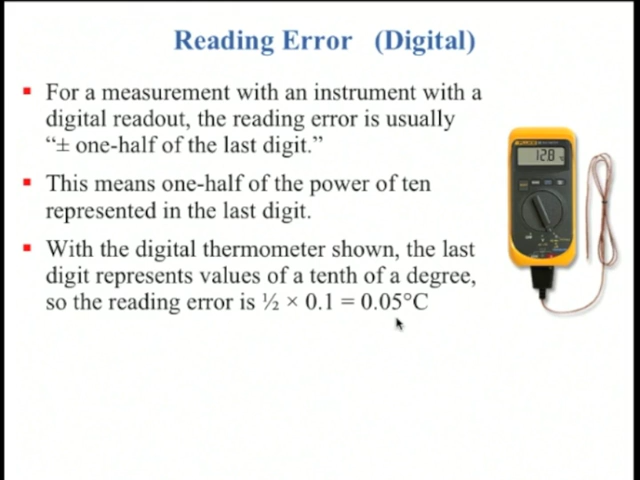 Reading Error (Digital)
▪ For a measurement with an instrument with a
digital readout, the reading error is usually
“± one-half of the last digit.”
▪ This means one-half of the power of ten
represented in the last digit.
▪ With the digital thermometer shown, the last
digit represents values of a tenth of a degree,
so the reading error is ½ × 0.1 = 0.05°C
FLUKE
12.8